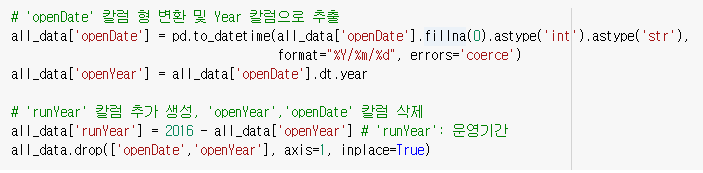 # 'openDate' 칼럼 형 변환 및 Year 칼럼으로 추출
all_data['openDate'] = pd.to_datetime(all_data['openDate'].fillna(0).astype('int').astype('str'),
format="%Y/%m/%d", errors='coerce')
all_data['openYear'] = all_data['openDate'].dt.year
# 'runYear' 칼럼 추가 생성, 'openYear','openDate' 칼럼 삭제
all_data['runYear'] = 2016 - all_data['openYear'] # 'runYear': 운영기간
all_data.drop(['openDate','openYear'], axis=1, inplace=True)